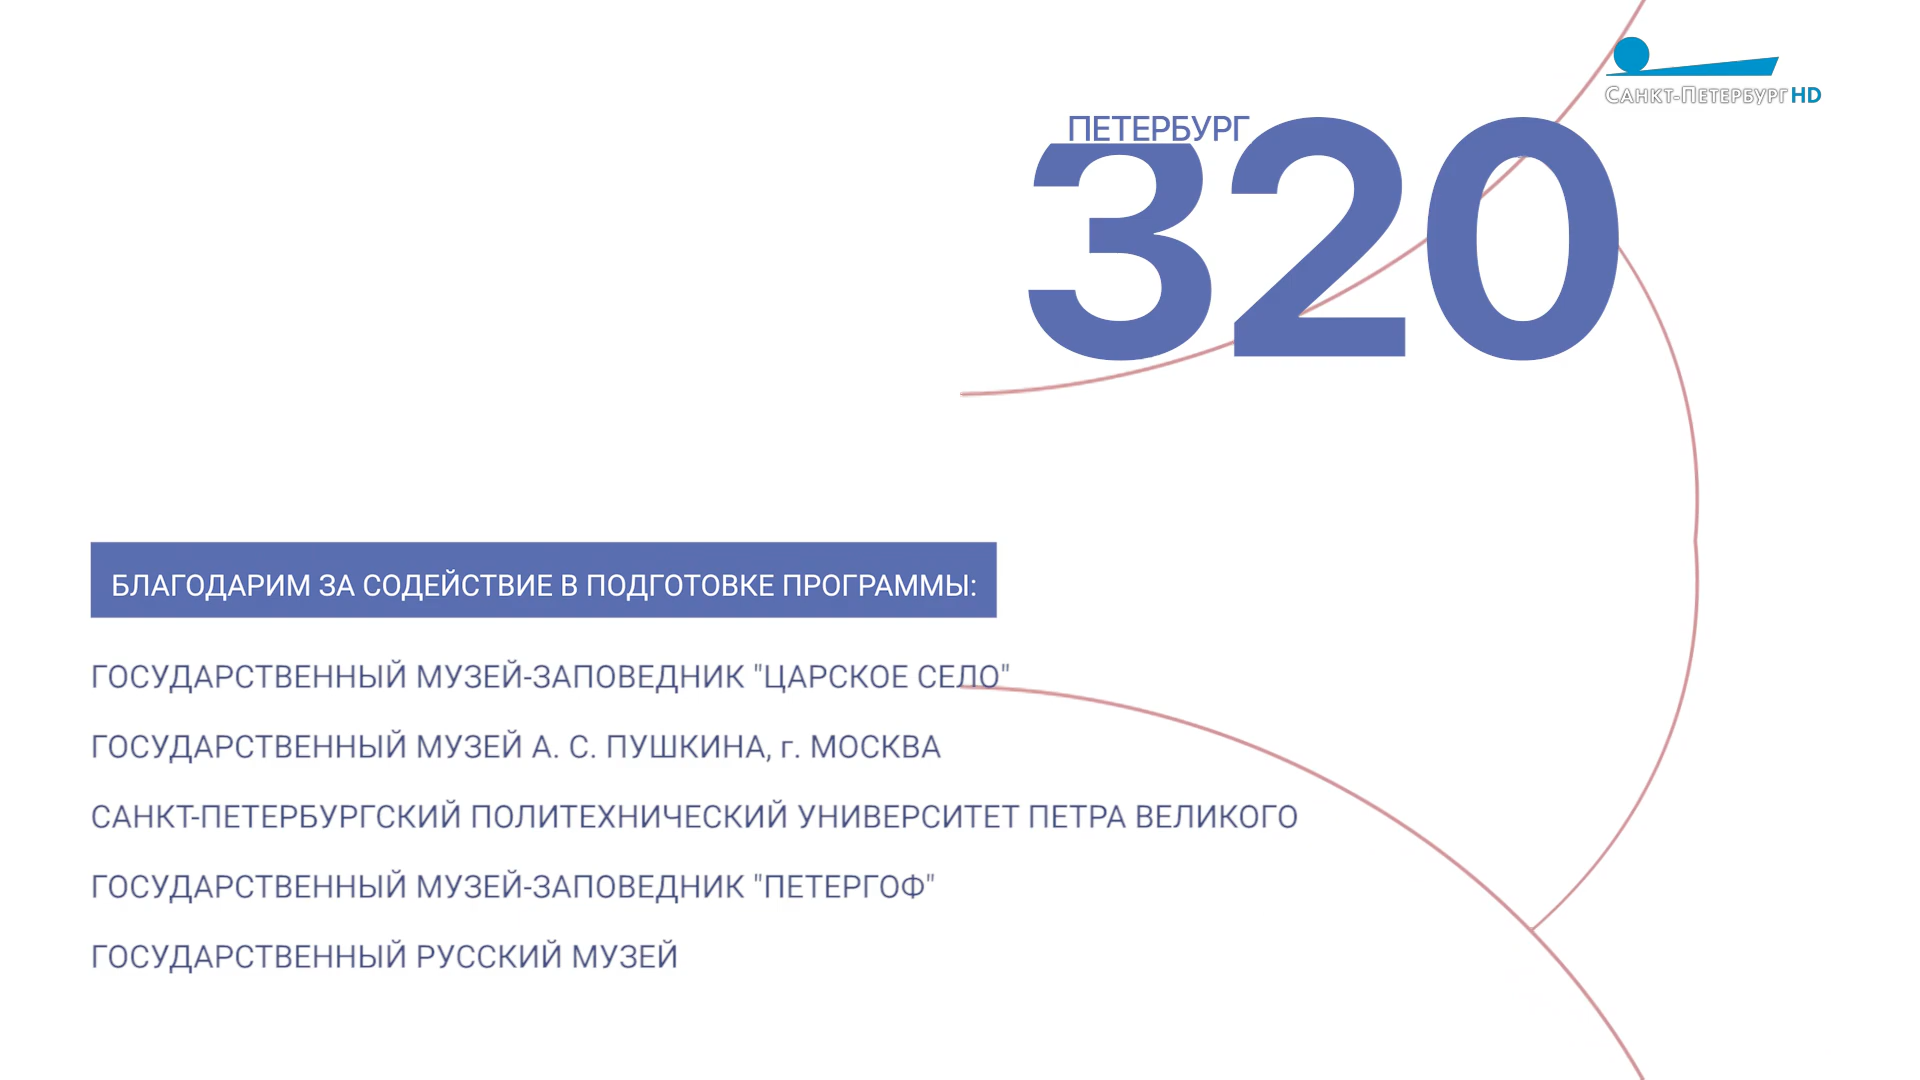 САНКТ-ПЕТЕРБУРГ HD
ПЕТЕРБУРГ
320
БЛАГОДАРИМ ЗА СОДЕЙСТВИЕ В ПОДГОТОВКЕ ПРОГРАММЫ:
ГОСУДАРСТВЕННЫЙ МУЗЕЙ-ЗАПОВЕДНИК "ЦАРСКОЕ СЕЛО"
ГОСУДАРСТВЕННЫЙ МУЗЕЙ А. С. ПУШКИНА, г. МОСКВА
САНКТ-ПЕТЕРБУРГСКИЙ ПОЛИТЕХНИЧЕСКИЙ УНИВЕРСИТЕТ ПЕТРА ВЕЛИКОГО
ГОСУДАРСТВЕННЫЙ МУЗЕЙ-ЗАПОВЕДНИК "ПЕТЕРГОФ"
ГОСУДАРСТВЕННЫЙ РУССКИЙ МУЗЕЙ